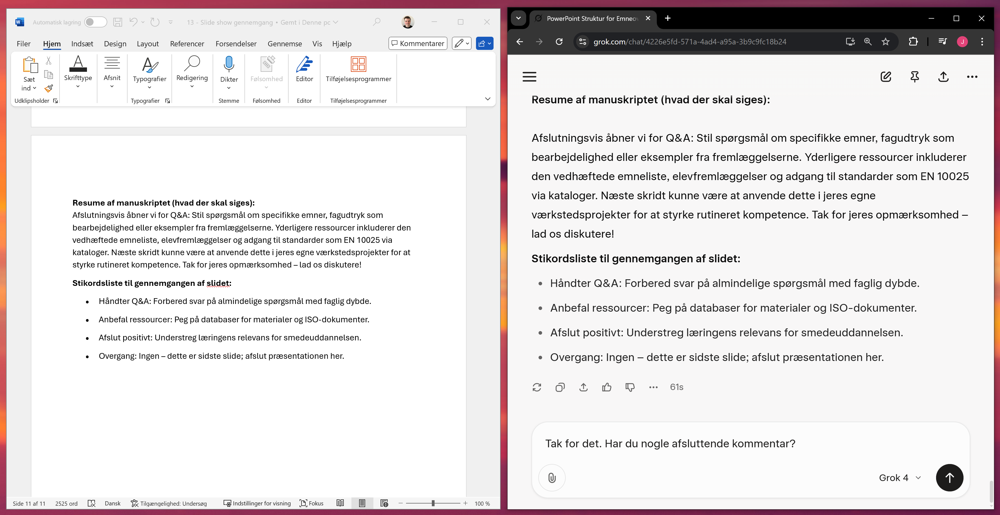 Automatisk lagring
13 - Slide show gennemgang • Gemt i Denne pc
Filer Hjem Indsæt Design Layout Referencer Forsendelser Gennemse Vis Hjælp Kommentarer
Sæt ind
Skrifttype
Afsnit
Typografier
Redigering
Dikter
Følsomhed
Editor
Tilføjelsesprogrammer
Udklipsholder Typografier Stemme Følsomhed Editor Tilføjelsesprogrammer
Resume af manuskriptet (hvad der skal siges):
Afslutningsvis åbner vi for Q&A: Stil spørgsmål om specifikke emner, fagudtryk som
bearbejdelighed eller eksempler fra fremlæggelserne. Yderligere ressourcer inkluderer den
vedhæftede emneliste, elevfremlæggelser og adgang til standarder som EN 10025 via
kataloger. Næste skridt kunne være at anvende dette i jeres egne værkstedsprojekter for at
styrke rutineret kompetence. Tak for jeres opmærksomhed – lad os diskutere!
Stikordsliste til gennemgangen af slidet:
• Håndter Q&A: Forbered svar på almindelige spørgsmål med faglig dybde.
• Anbefal ressourcer: Peg på databaser for materialer og ISO-dokumenter.
• Afslut positivt: Understreg læringens relevans for smedeuddannelsen.
• Overgang: Ingen – dette er sidste slide; afslut præsentationen her.
Side 11 af 11 2525 ord Dansk Tilgængelighed: Undersøg Indstillinger for visning Fokus 100 %
PowerPoint Struktur for Emneov
grok.com/chat/4226e5fd-571a-4ad4-a95a-3b9c9fc18b24
J
Resume af manuskriptet (hvad der skal siges):
Afslutningsvis åbner vi for Q&A: Stil spørgsmål om specifikke emner, fagudtryk som
bearbejdelighed eller eksempler fra fremlæggelserne. Yderligere ressourcer inkluderer
den vedhæftede emneliste, elevfremlæggelser og adgang til standarder som EN 10025
via kataloger. Næste skridt kunne være at anvende dette i jeres egne
værkstedsprojekter for at styrke rutineret kompetence. Tak for jeres opmærksomhed –
lad os diskutere!
Stikordsliste til gennemgangen af slidet:
• Håndter Q&A: Forbered svar på almindelige spørgsmål med faglig dybde.
• Anbefal ressourcer: Peg på databaser for materialer og ISO-dokumenter.
• Afslut positivt: Understreg læringens relevans for smedeuddannelsen.
• Overgang: Ingen – dette er sidste slide; afslut præsentationen her.
61s
Tak for det. Har du nogle afsluttende kommentar?
Grok 4